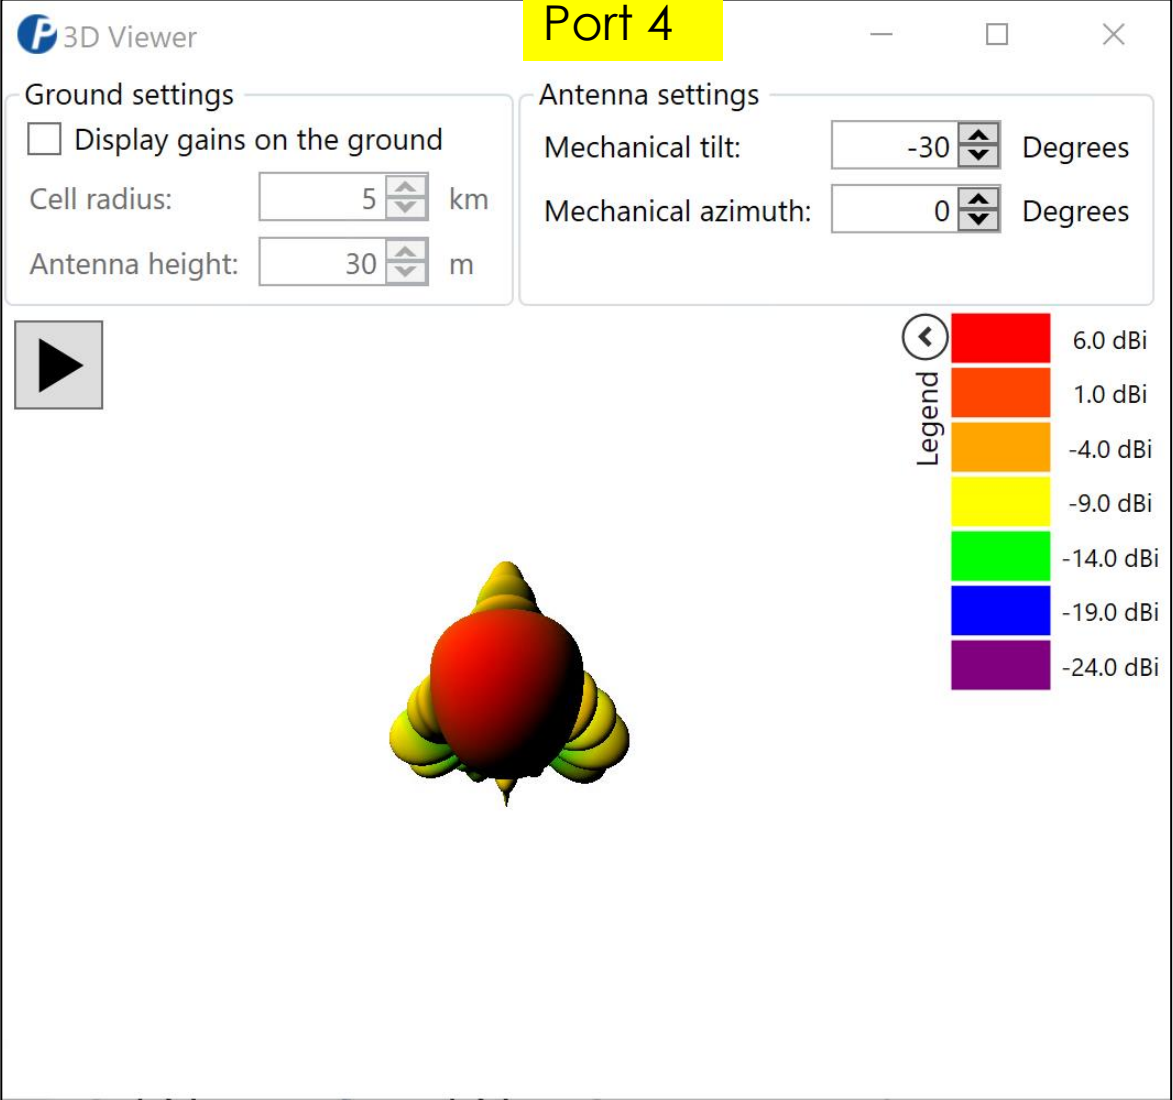 Port 4
3D Viewer
Ground settings
Display gains on the ground
Cell radius: 5 km
Antenna height: 30 m
Antenna settings
Mechanical tilt: -30 Degrees
Mechanical azimuth: 0 Degrees
Legend
6.0 dBi
1.0 dBi
-4.0 dBi
-9.0 dBi
-14.0 dBi
-19.0 dBi
-24.0 dBi